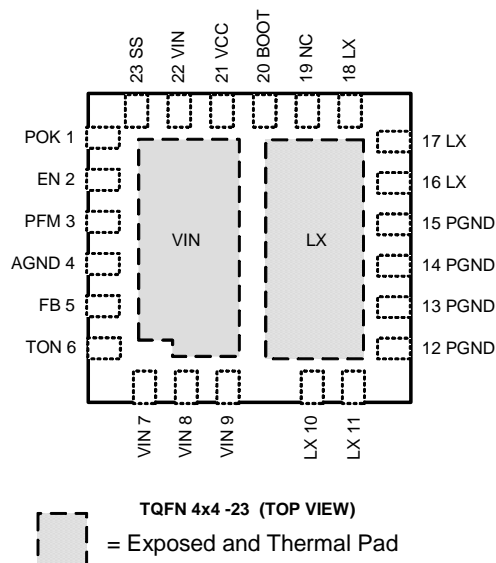 23 SS
22 VIN
21 VCC
20 BOOT
19 NC
18 LX
POK 1
EN 2
PFM 3
AGND 4
FB 5
TON 6
VIN
LX
17 LX
16 LX
15 PGND
14 PGND
13 PGND
12 PGND
VIN 7
VIN 8
VIN 9
LX 10
LX 11
TQFN 4x4 -23 (TOP VIEW)
= Exposed and Thermal Pad